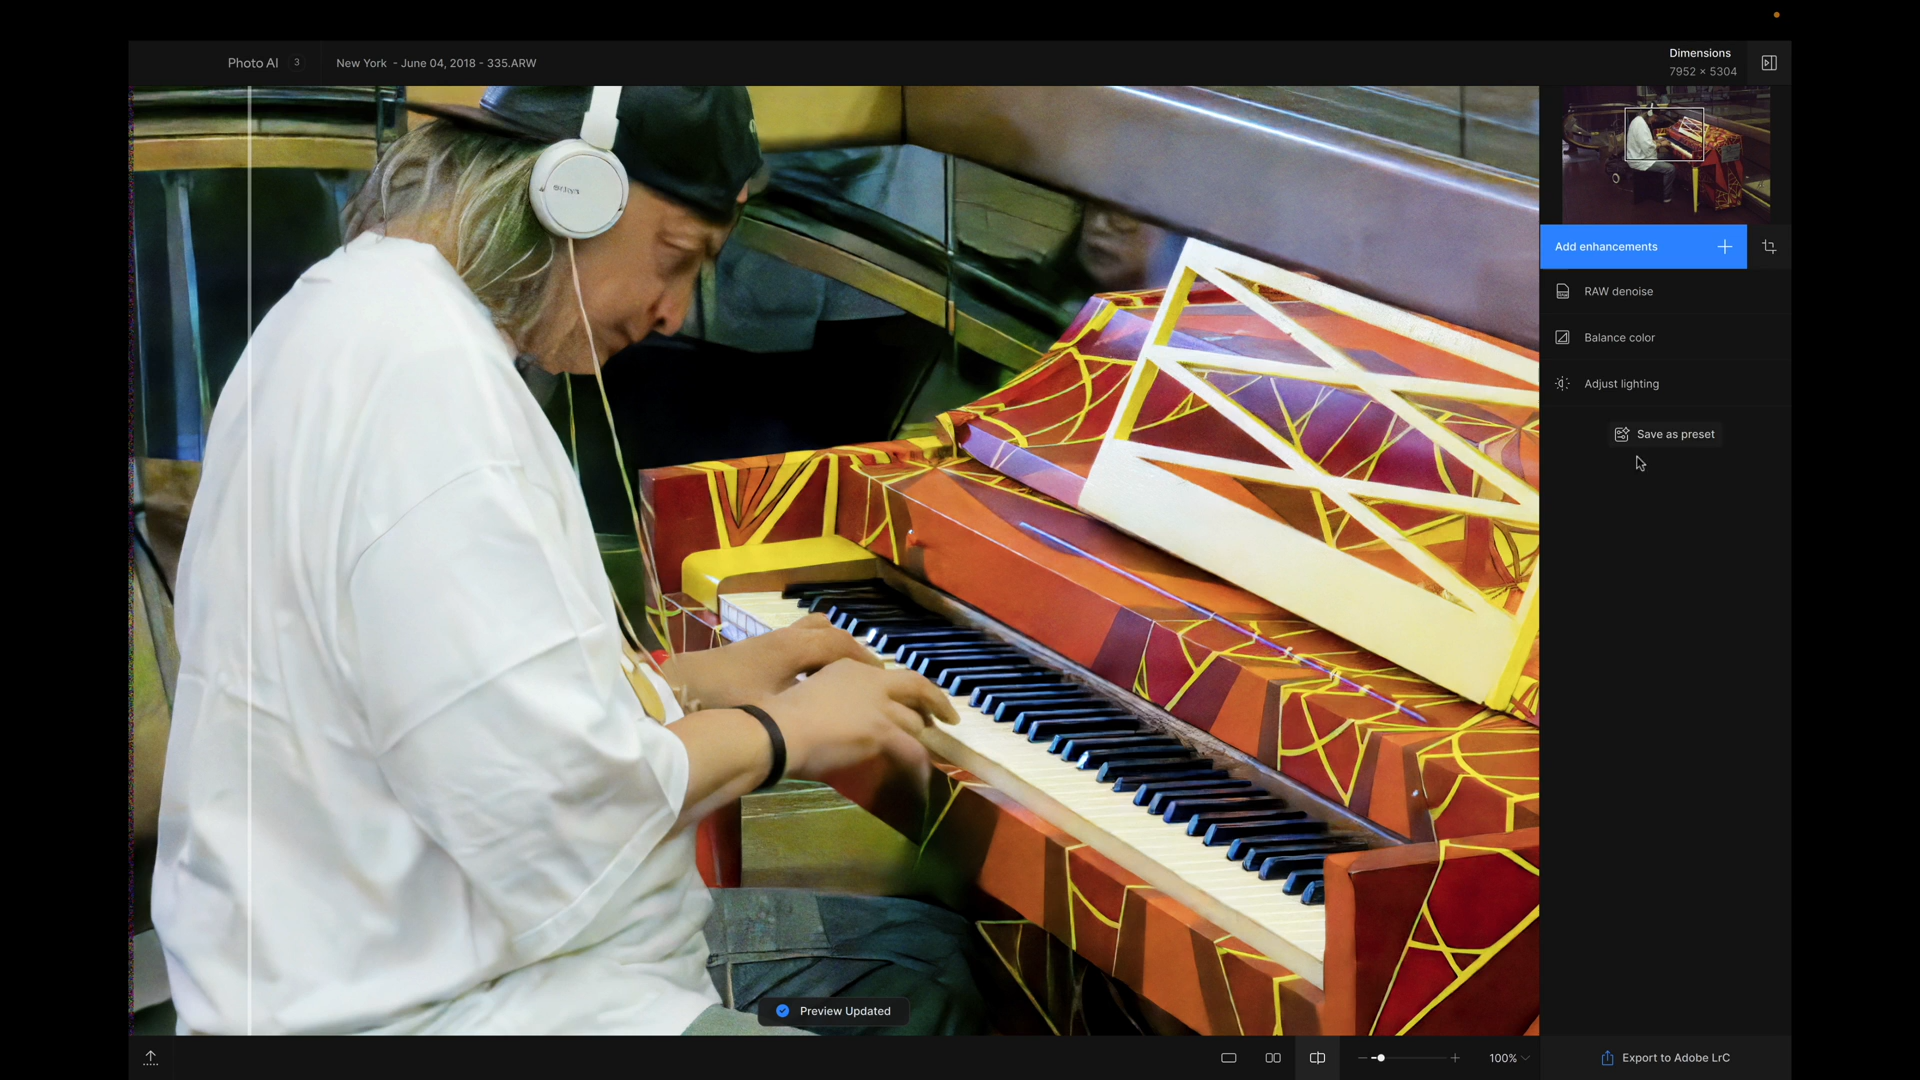 Photo AI 3
New York - June 04, 2018 - 335.ARW
Dimensions
7952 × 5304
Add enhancements
RAW denoise
Balance color
Adjust lighting
Save as preset
Preview Updated
100%
Export to Adobe LrC